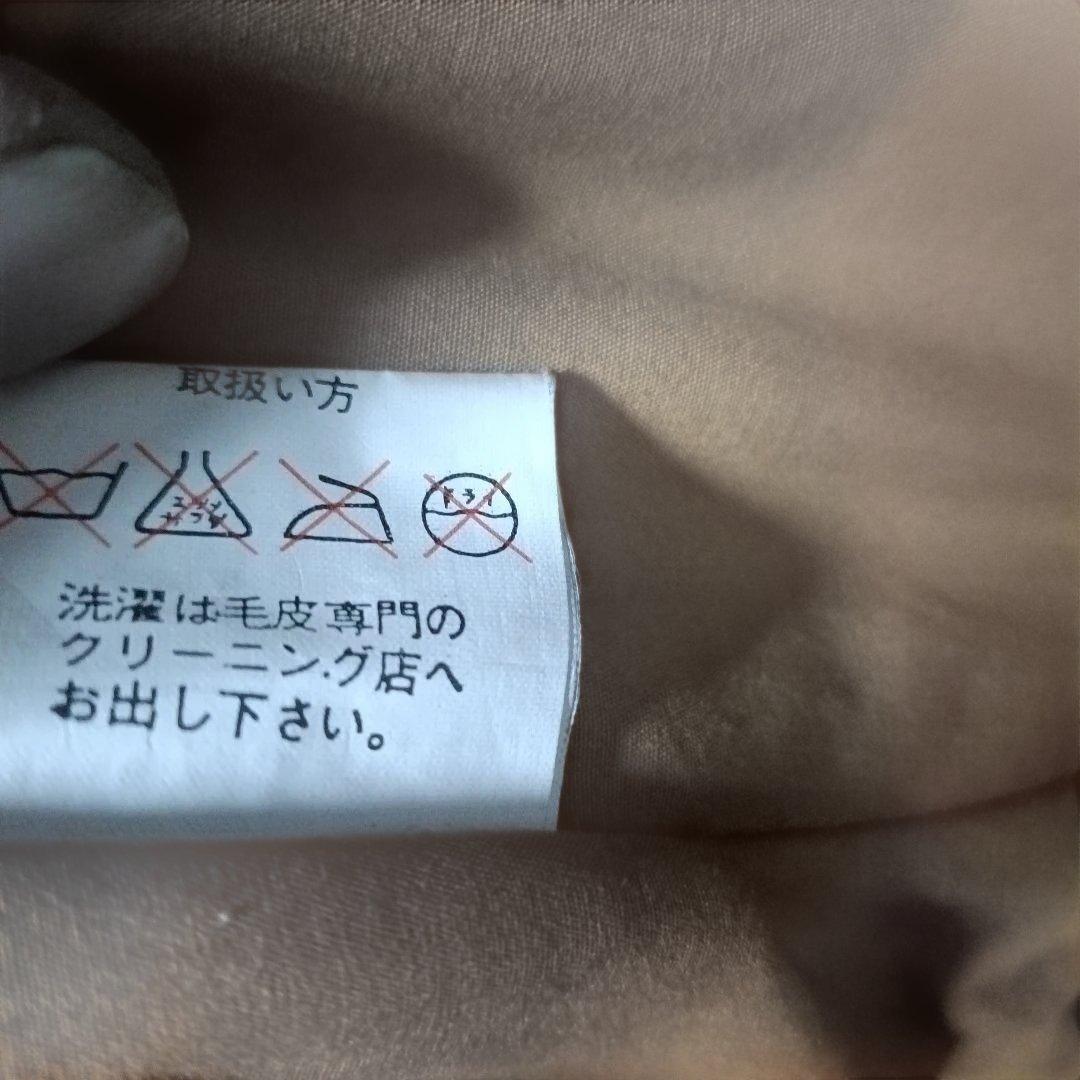 取扱い方
洗濯は毛皮専門の
クリーニング店へ
お出し下さい。